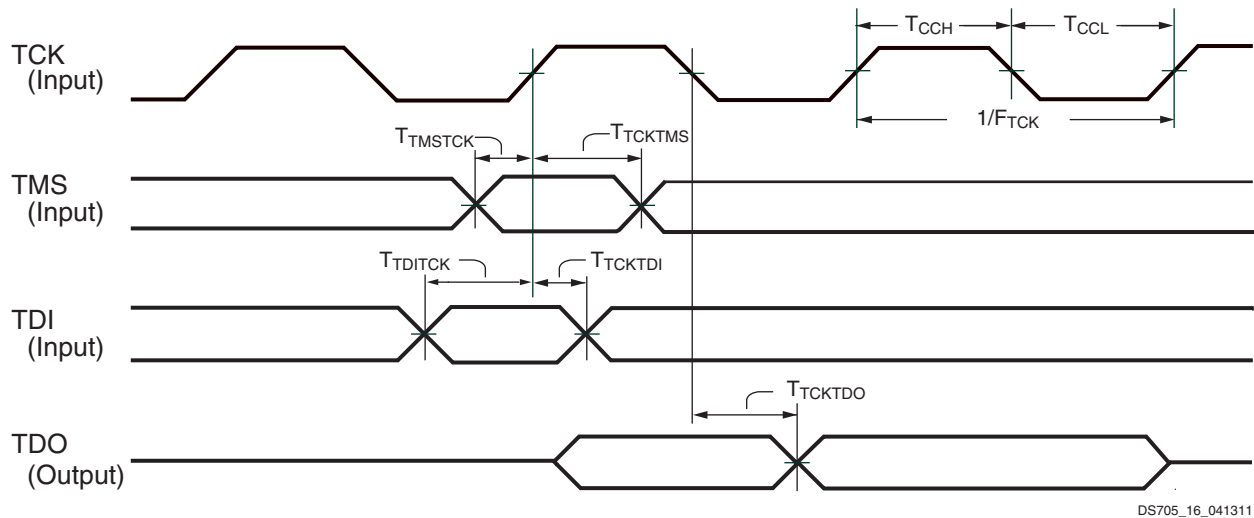 TCK
(Input)
TCCH
TCCL
1/FTCK
TTMSTCK
TTCKTMS
TMS
(Input)
TTDITCK
TTCKTDI
TDI
(Input)
TTCKTDO
TDO
(Output)
DS705_16_041311